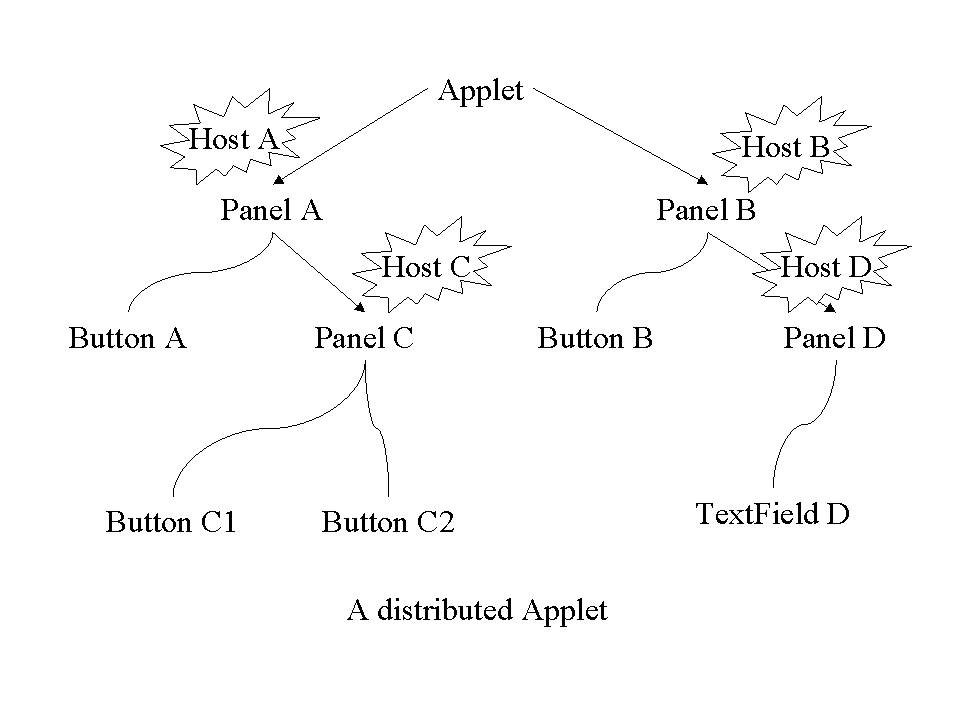 Applet
Host A
Host B
Panel A
Panel B
Host C
Host D
Button A
Panel C
Button B
Panel D
Button C1
Button C2
TextField D
A distributed Applet